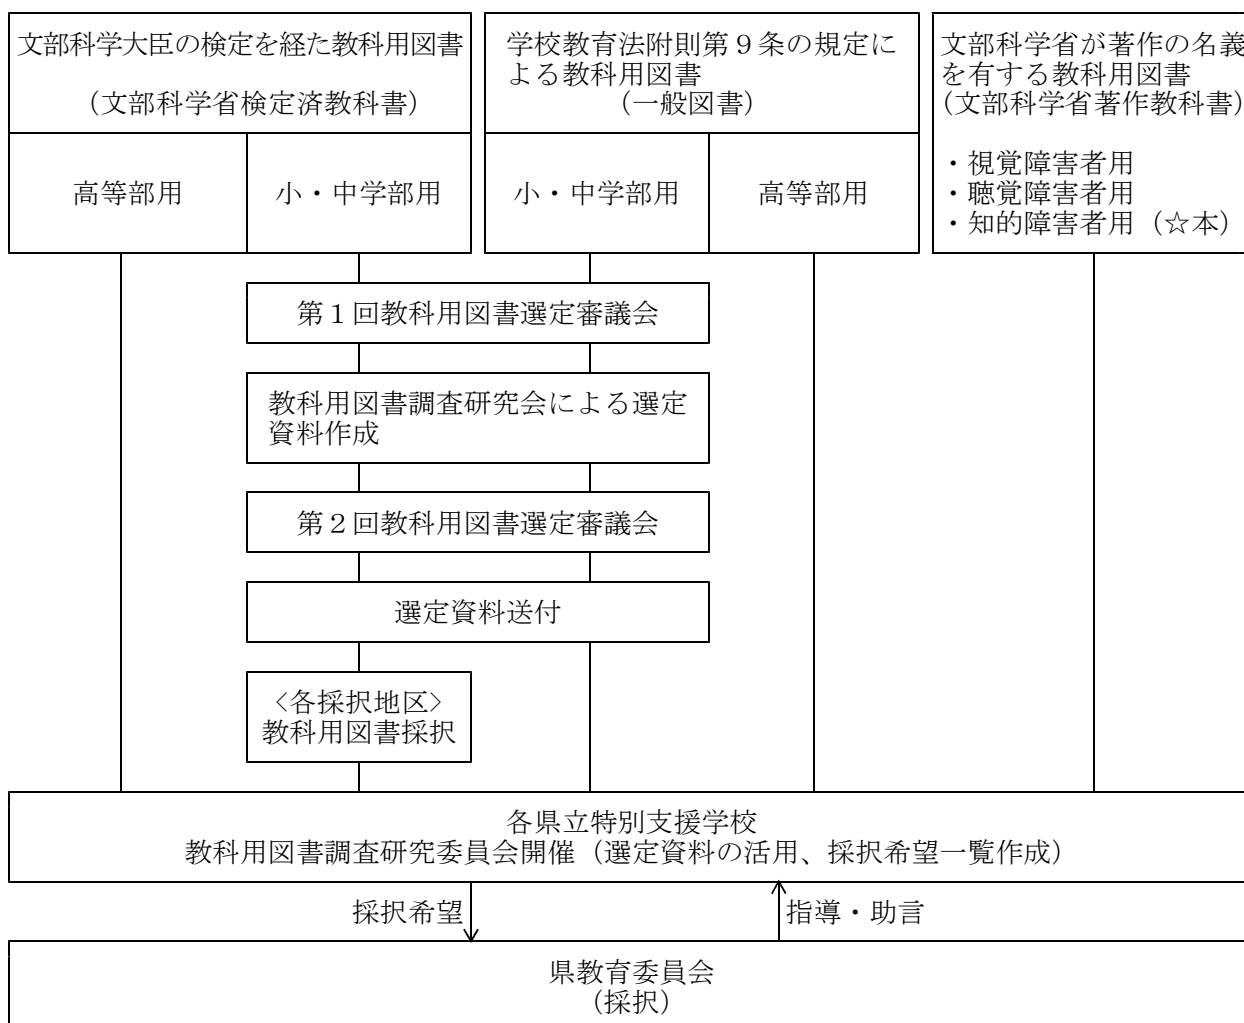 文部科学大臣の検定を経た教科用図書
（文部科学省検定済教科書）
高等部用
小・中学部用
学校教育法附則第９条の規定に
よる教科用図書
（一般図書）
小・中学部用
高等部用
文部科学省が著作の名義
を有する教科用図書
（文部科学省著作教科書）
・視覚障害者用
・聴覚障害者用
・知的障害者用（☆本）
第１回教科用図書選定審議会
教科用図書調査研究会による選定
資料作成
第２回教科用図書選定審議会
選定資料送付
<各採択地区>
教科用図書採択
各県立特別支援学校
教科用図書調査研究委員会開催（選定資料の活用、採択希望一覧作成）
採択希望
指導・助言
県教育委員会
（採択）